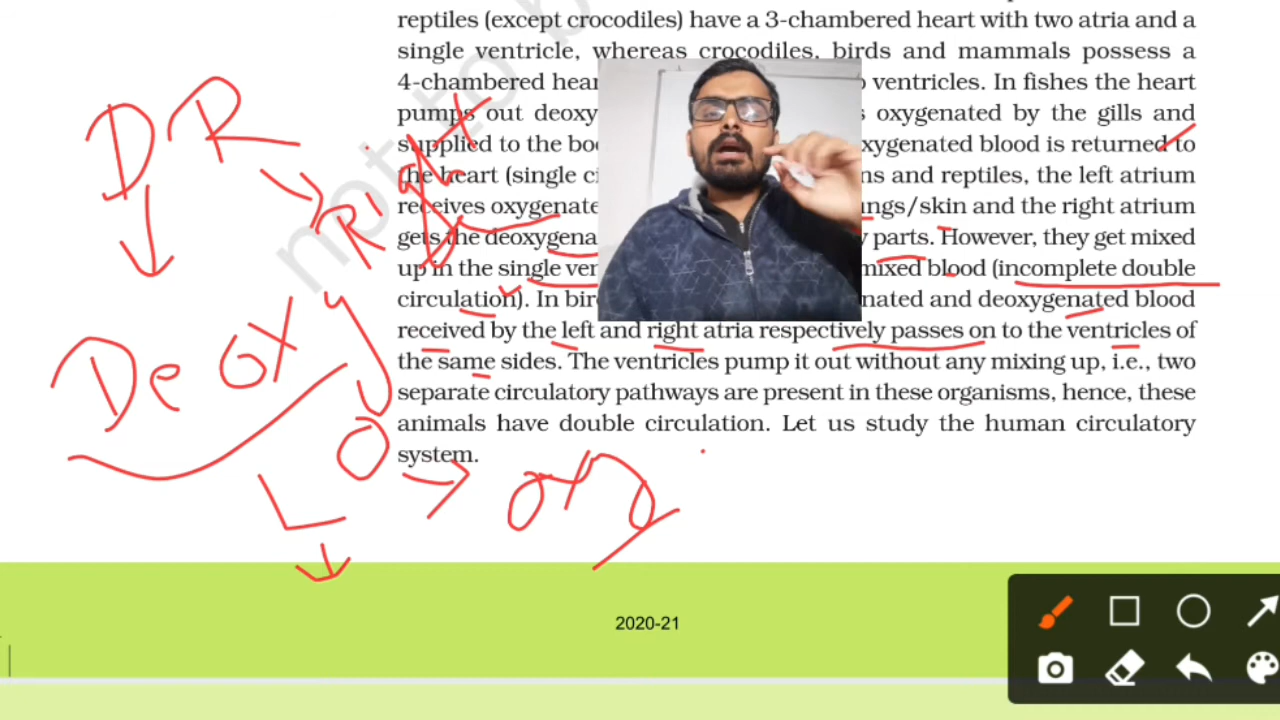 reptiles (except crocodiles) have a 3-chambered heart with two atria and a
single ventricle, whereas crocodiles, birds and mammals possess a
4-chambered hear o ventricles. In fishes the heart
pumps out deoxy s oxygenated by the gills and
supplied to the bo xygenated blood is returned to
the heart (single ci ns and reptiles, the left atrium
receives oxygenate ngs/skin and the right atrium
gets the deoxygena y parts. However, they get mixed
up in the single ven mixed blood (incomplete double
circulation). In bir nated and deoxygenated blood
received by the left and right atria respectively passes on to the ventricles of
the same sides. The ventricles pump it out without any mixing up, i.e., two
separate circulatory pathways are present in these organisms, hence, these
animals have double circulation. Let us study the human circulatory
system.
not to b
DR
Right
Deoxy
LO
oxy
2020-21